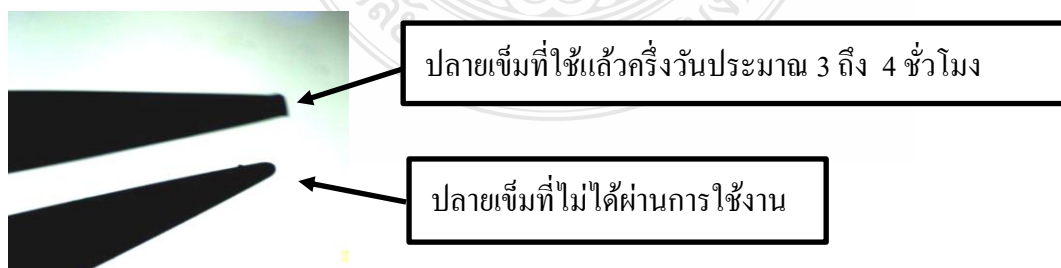 ปลายเข็มที่ใช้แล้วครึ่งวันประมาณ 3 ถึง 4 ชั่วโมง
ปลายเข็มที่ไม่ได้ผ่านการใช้งาน